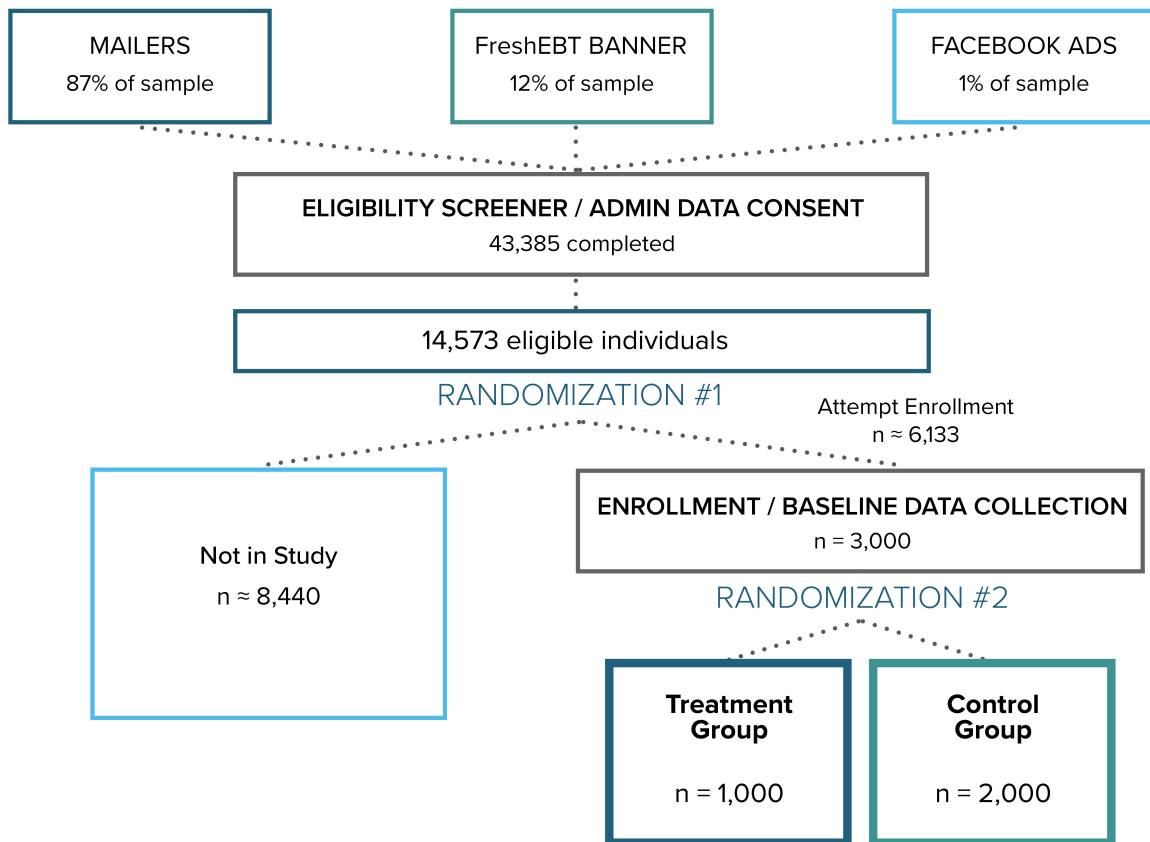 MAILERS
87% of sample
FreshEBT BANNER
12% of sample
FACEBOOK ADS
1% of sample
ELIGIBILITY SCREENER / ADMIN DATA CONSENT
43,385 completed
14,573 eligible individuals
RANDOMIZATION #1
Attempt Enrollment
n ≈ 6,133
Not in Study
n ≈ 8,440
ENROLLMENT / BASELINE DATA COLLECTION
n = 3,000
RANDOMIZATION #2
Treatment
Group
n = 1,000
Control
Group
n = 2,000